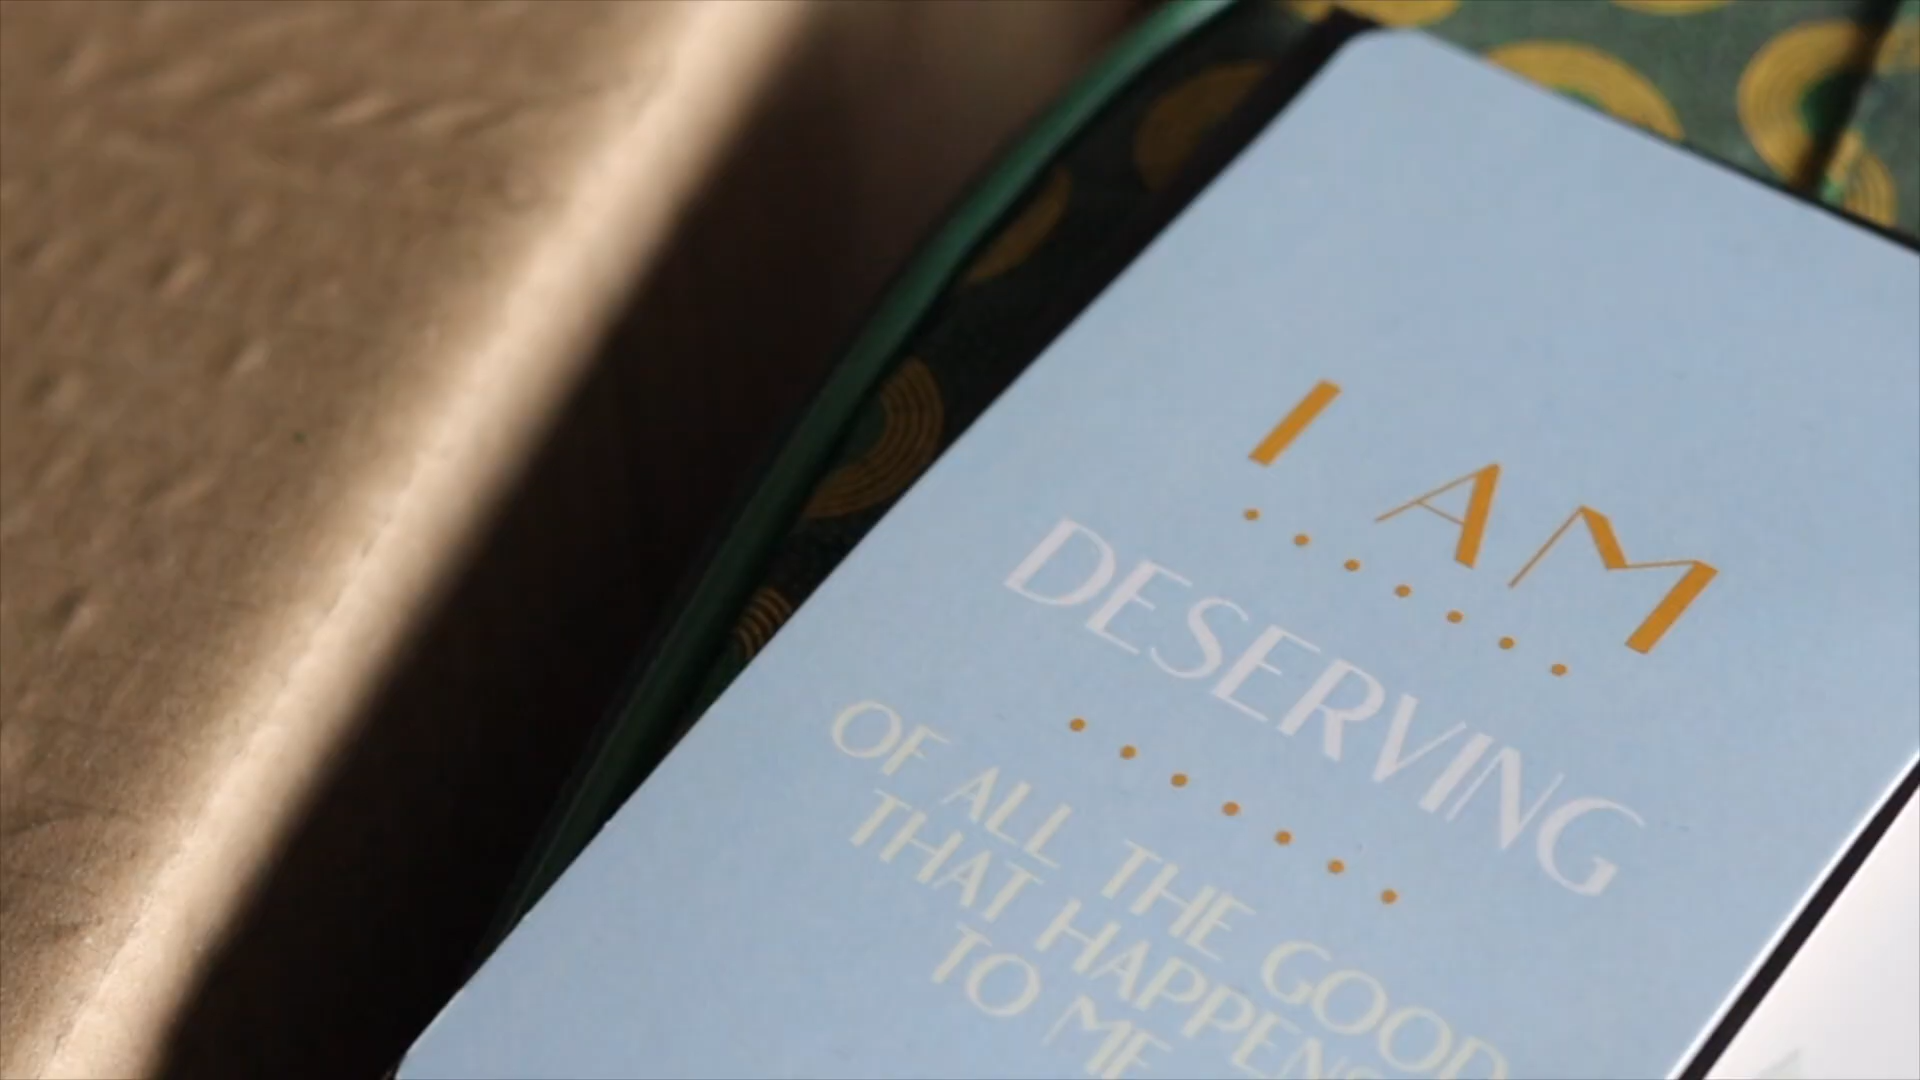 I AM
DESERVING
OF ALL THE GOOD
THAT HAPPENS
TO ME